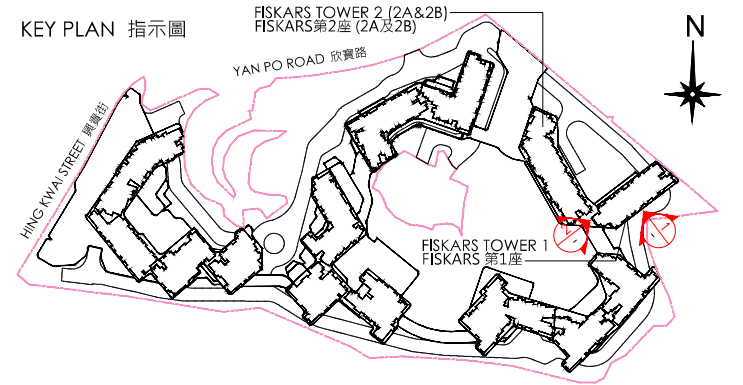 FISKARS TOWER 2 (2A&2B)
FISKARS第2座 (2A及2B)
KEY PLAN 指示圖
N
YAN PO ROAD 欣寶路
HING KWAI STREET 興貴街
FISKARS TOWER 1
FISKARS 第1座